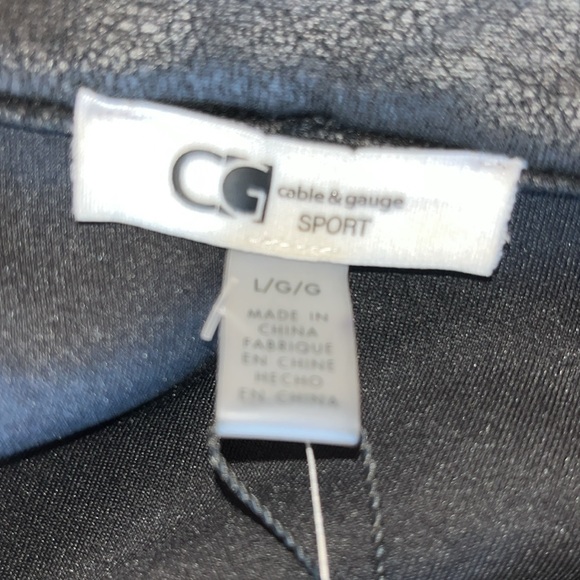 CG cable & gauge
SPORT
L/G/G
MADE IN
CHINA
FABRIQUE
EN CHINE
HECHO
EN CHINA